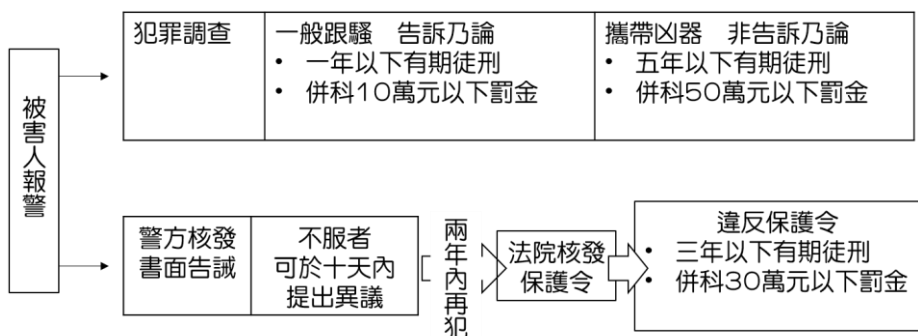 被害人報警
犯罪調查
一般跟騷 告訴乃論
• 一年以下有期徒刑
• 併科10萬元以下罰金
攜帶凶器 非告訴乃論
• 五年以下有期徒刑
• 併科50萬元以下罰金
警方核發
書面告誡
不服者
可於十天內
提出異議
兩年內再犯
法院核發
保護令
違反保護令
• 三年以下有期徒刑
• 併科30萬元以下罰金